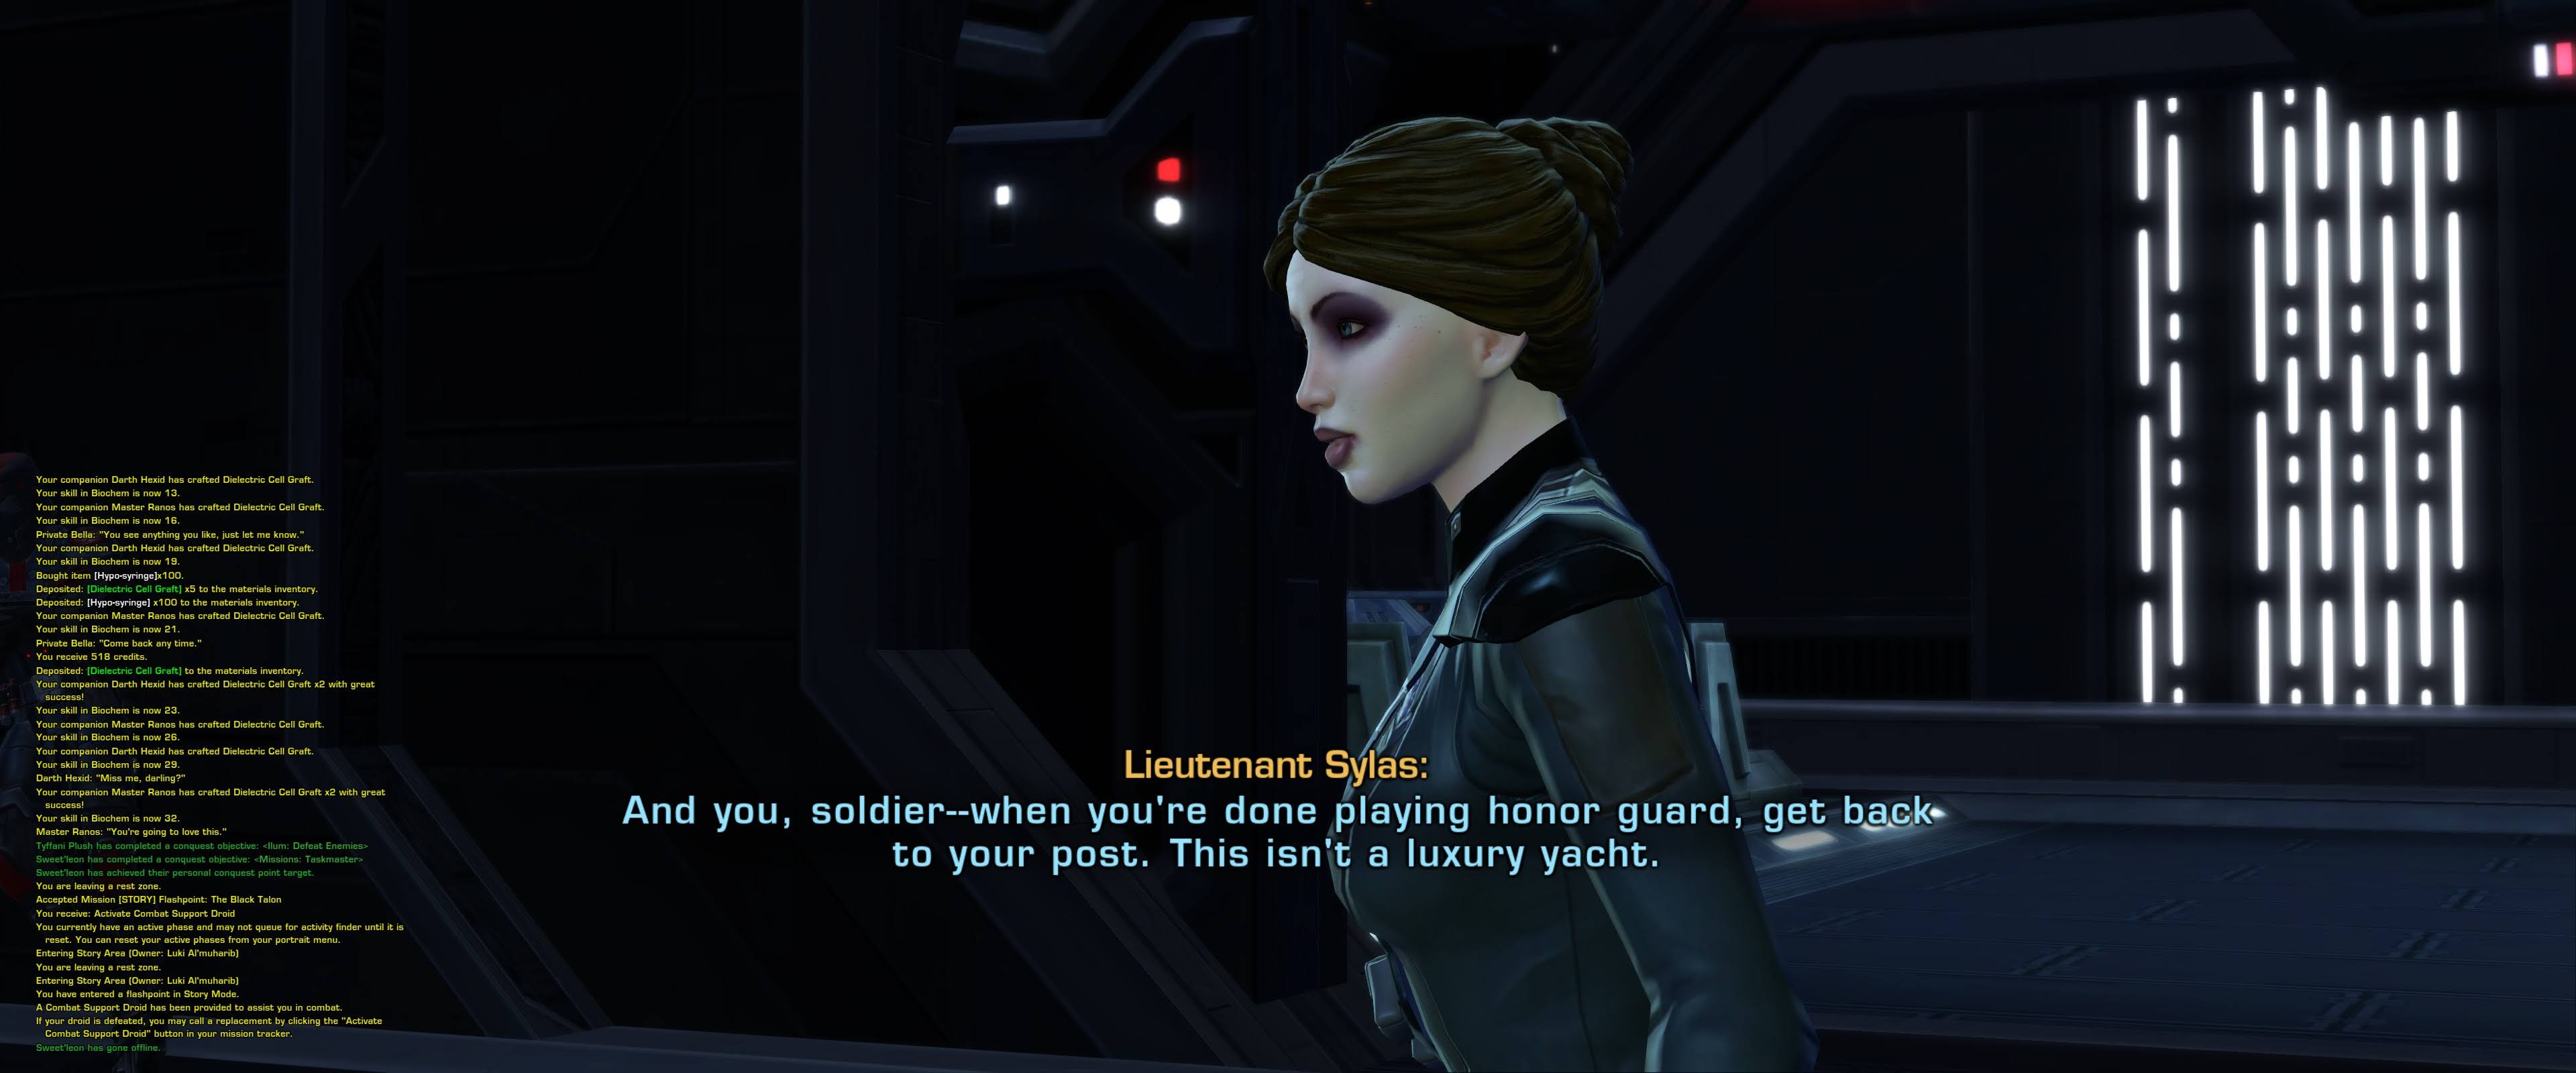 Your companion Darth Hexid has crafted Dielectric Cell Graft.
Your skill in Biochem is now 13.
Your companion Master Ranos has crafted Dielectric Cell Graft.
Your skill in Biochem is now 16.
Private Bella: "You see anything you like, just let me know."
Your companion Darth Hexid has crafted Dielectric Cell Graft.
Your skill in Biochem is now 19.
Bought item [Hypo-syringe]x100.
Deposited: [Dielectric Cell Graft] x5 to the materials inventory.
Deposited: [Hypo-syringe] x100 to the materials inventory.
Your companion Master Ranos has crafted Dielectric Cell Graft.
Your skill in Biochem is now 21.
Private Bella: "Come back any time."
You receive 518 credits.
Deposited: [Dielectric Cell Graft] to the materials inventory.
Your companion Darth Hexid has crafted Dielectric Cell Graft x2 with great
success!
Your skill in Biochem is now 23.
Your companion Master Ranos has crafted Dielectric Cell Graft.
Your skill in Biochem is now 26.
Your companion Darth Hexid has crafted Dielectric Cell Graft.
Your skill in Biochem is now 29.
Darth Hexid: "Miss me, darling?"
Your companion Master Ranos has crafted Dielectric Cell Graft x2 with great
success!
Your skill in Biochem is now 32.
Master Ranos: "You're going to love this."
Tyffani Plush has completed a conquest objective: <Ilum: Defeat Enemies>
Sweet'leon has completed a conquest objective: <Missions: Taskmaster>
Sweet'leon has achieved their personal conquest point target.
You are leaving a rest zone.
Accepted Mission [STORY] Flashpoint: The Black Talon
You receive: Activate Combat Support Droid
You currently have an active phase and may not queue for activity finder until it is
reset. You can reset your active phases from your portrait menu.
Entering Story Area (Owner: Luki Al'muharib)
You are leaving a rest zone.
Entering Story Area (Owner: Luki Al'muharib)
You have entered a flashpoint in Story Mode.
A Combat Support Droid has been provided to assist you in combat.
If your droid is defeated, you may call a replacement by clicking the "Activate
Combat Support Droid" button in your mission tracker.
Sweet'leon has gone offline.
Lieutenant Sylas:
And you, soldier--when you're done playing honor guard, get back
to your post. This isn't a luxury yacht.